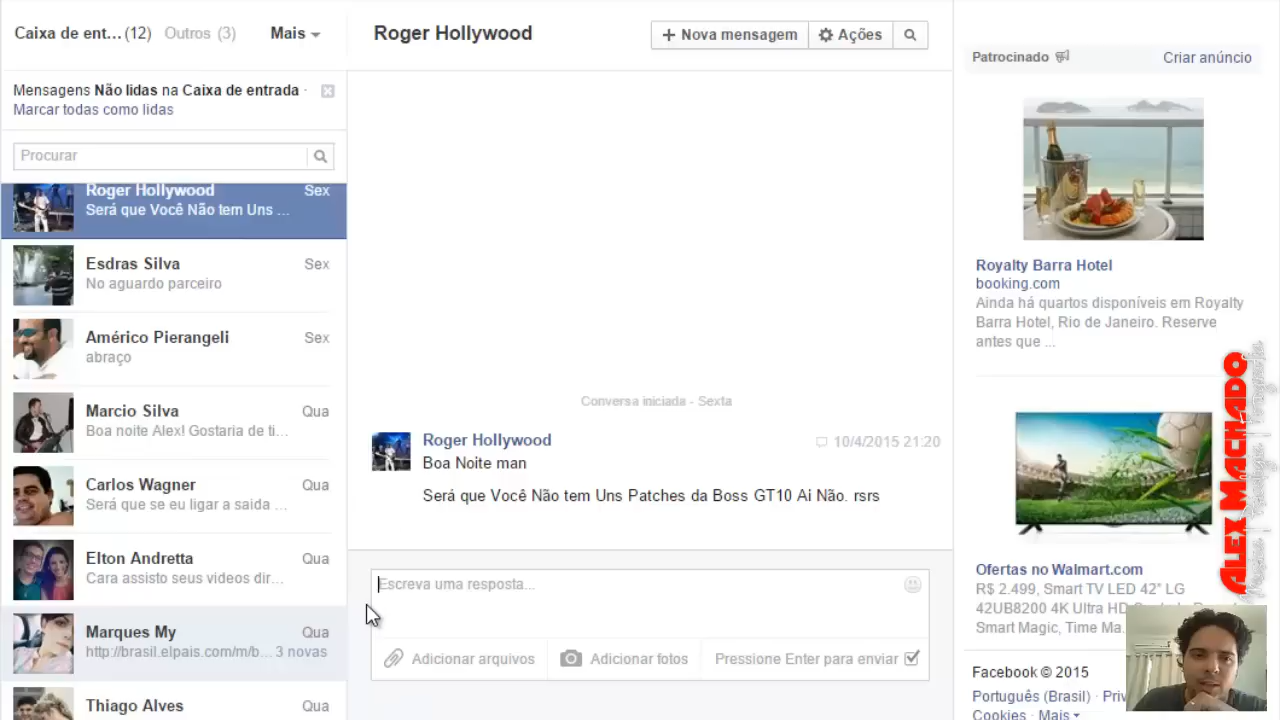 Caixa de ent... (12) Outros (3) Mais
Mensagens Não lidas na Caixa de entrada ·
Marcar todas como lidas
Procurar
Roger Hollywood Sex
Será que Você Não tem Uns ...
Esdras Silva Sex
No aguardo parceiro
Américo Pierangeli Sex
abraço
Marcio Silva Qua
Boa noite Alex! Gostaria de ti...
Carlos Wagner Qua
Será que se eu ligar a saida ...
Elton Andretta Qua
Cara assisto seus videos dir...
Marques My Qua
http://brasil.elpais.com/m/b... 3 novas
Thiago Alves Qua
Roger Hollywood
Nova mensagem Ações
Conversa iniciada - Sexta
Roger Hollywood 10/4/2015 21:20
Boa Noite man
Será que Você Não tem Uns Patches da Boss GT10 Ai Não. rsrs
Escreva uma resposta...
Adicionar arquivos Adicionar fotos Pressione Enter para enviar
Patrocinado Criar anúncio
Royalty Barra Hotel
booking.com
Ainda há quartos disponíveis em Royalty
Barra Hotel, Rio de Janeiro. Reserve
antes que ...
Ofertas no Walmart.com
R$ 2.499, Smart TV LED 42" LG
42UB8200 4K Ultra HD
Smart Magic, Time Ma...
Facebook © 2015
Português (Brasil) · Pri
Cookies · Mais
Alex Machado